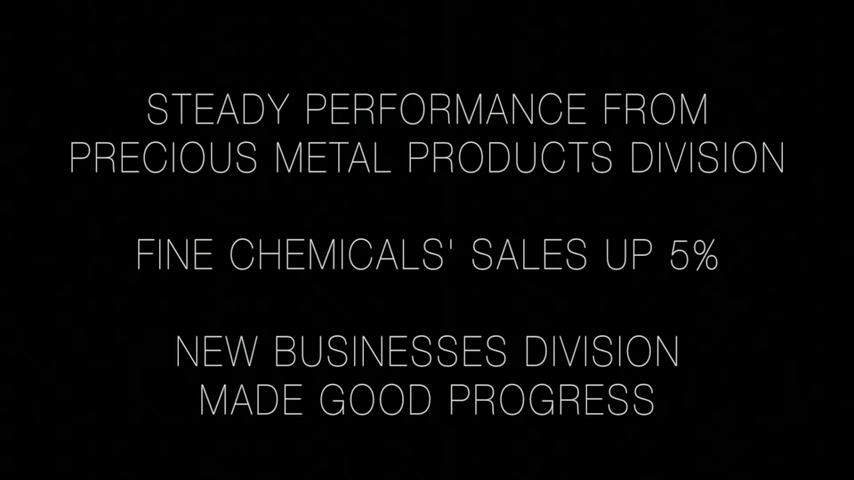 STEADY PERFORMANCE FROM
PRECIOUS METAL PRODUCTS DIVISION
FINE CHEMICALS' SALES UP 5%
NEW BUSINESSES DIVISION
MADE GOOD PROGRESS